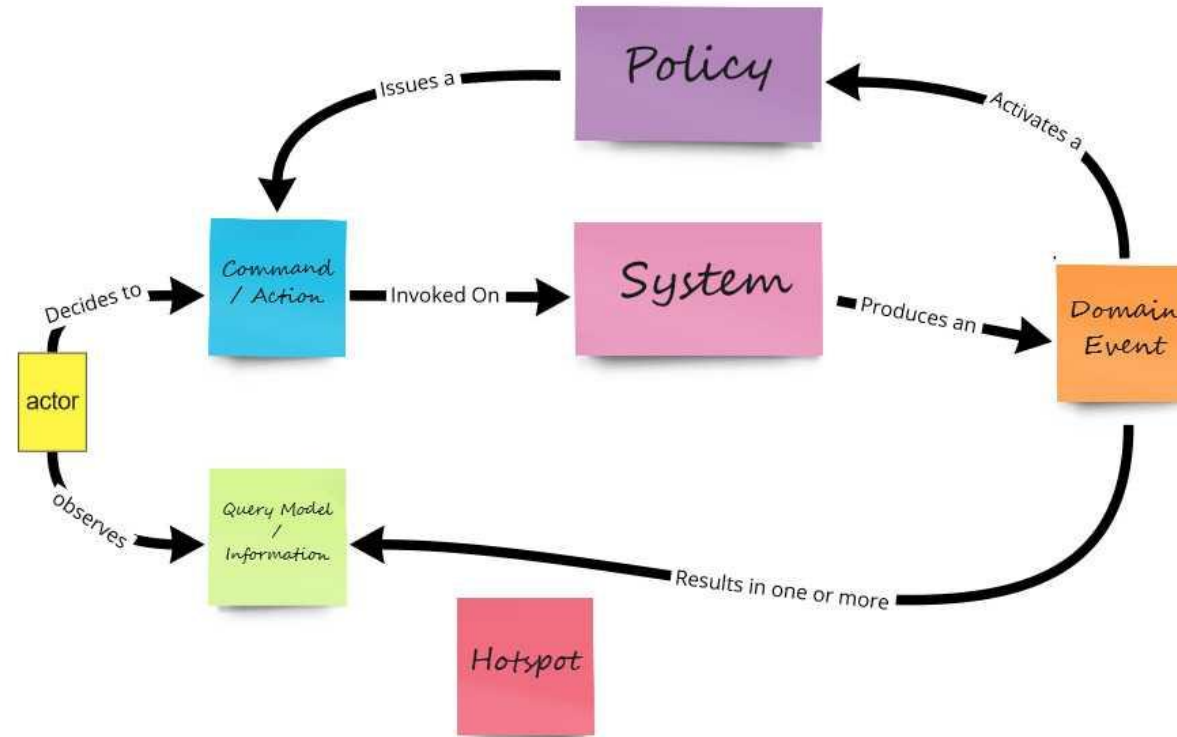 Policy
Issues a
Activates a
Command
/ Action
Invoked On
System
Produces an
Domain
Event
Decides to
actor
observes
Query Model
/
Information
Results in one or more
Hotspot